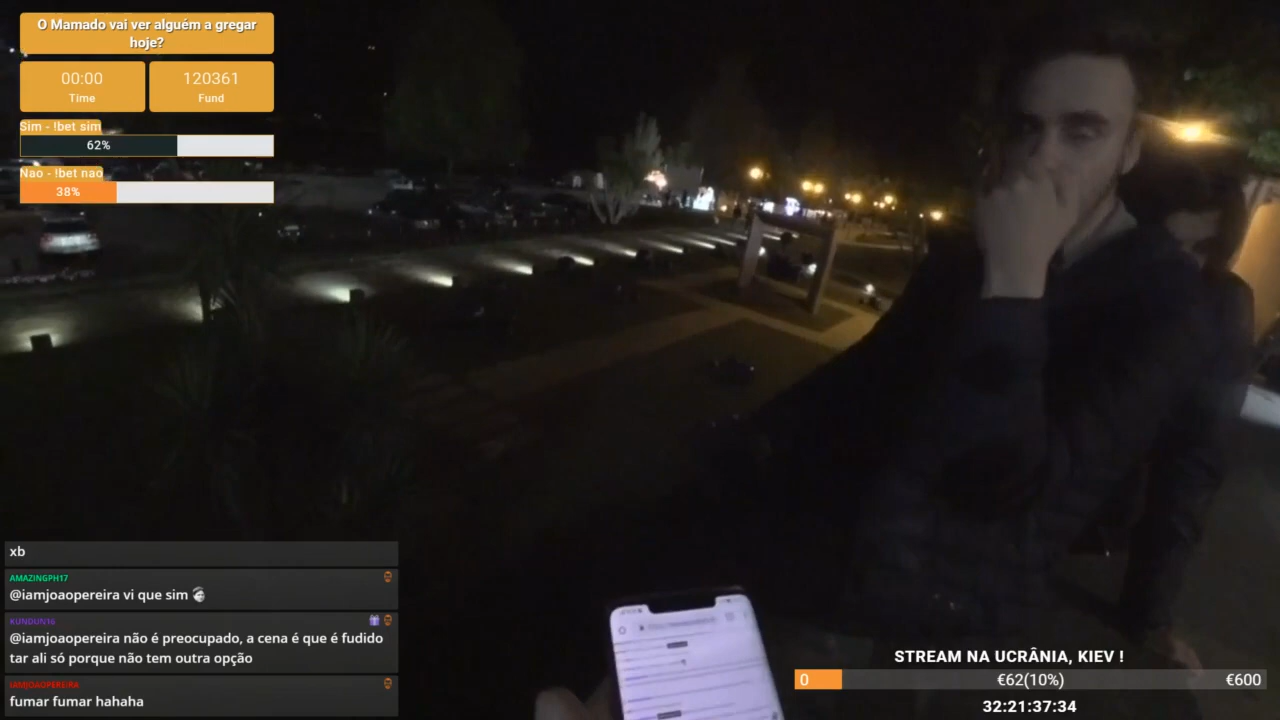 O Mamado vai ver alguém a gregar
hoje?
00:00
Time
120361
Fund
Sim - !bet sim
62%
Nao - !bet nao
38%
xb
AMAZINGPH17
@iamjoaopereira vi que sim
KUNDUN16
@iamjoaopereira não é preocupado, a cena é que é fudido
tar ali só porque não tem outra opção
IAMJOAOPEREIRA
fumar fumar hahaha
STREAM NA UCRÂNIA, KIEV !
0
€62(10%)
€600
32:21:37:34